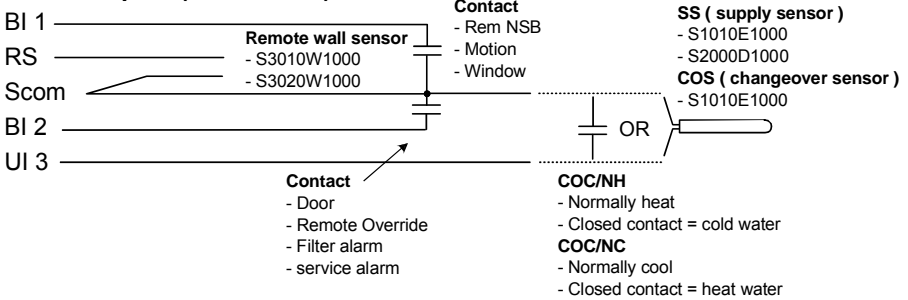 BI 1
RS
Scom
BI 2
UI 3
Remote wall sensor
- S3010W1000
- S3020W1000
Contact
- Rem NSB
- Motion
- Window
SS ( supply sensor )
- S1010E1000
- S2000D1000
COS ( changeover sensor )
- S1010E1000
OR
Contact
- Door
- Remote Override
- Filter alarm
- service alarm
COC/NH
- Normally heat
- Closed contact = cold water
COC/NC
- Normally cool
- Closed contact = heat water